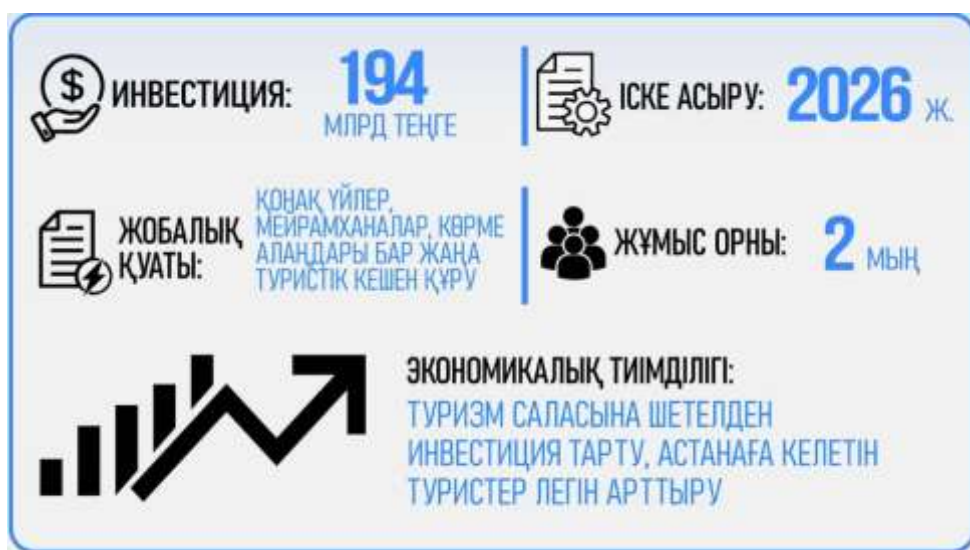 ИНВЕСТИЦИЯ:
194
МЛРД ТЕҢГЕ
ІСКЕ АСЫРУ:
2026 Ж.
ЖОБАЛЫҚ
ҚУАТЫ:
ҚОНАҚ ҮЙЛЕР,
МЕЙРАМХАНАЛАР, КӨРМЕ
АЛАҢДАРЫ БАР ЖАҢА
ТУРИСТІК КЕШЕН ҚҰРУ
ЖҰМЫС ОРНЫ:
2 МЫҢ
ЭКОНОМИКАЛЫҚ ТИІМДІЛІГІ:
ТУРИЗМ САЛАСЫНА ШЕТЕЛДЕН
ИНВЕСТИЦИЯ ТАРТУ, АСТАНАҒА КЕЛЕТІН
ТУРИСТЕР ЛЕГІН АРТТЫРУ